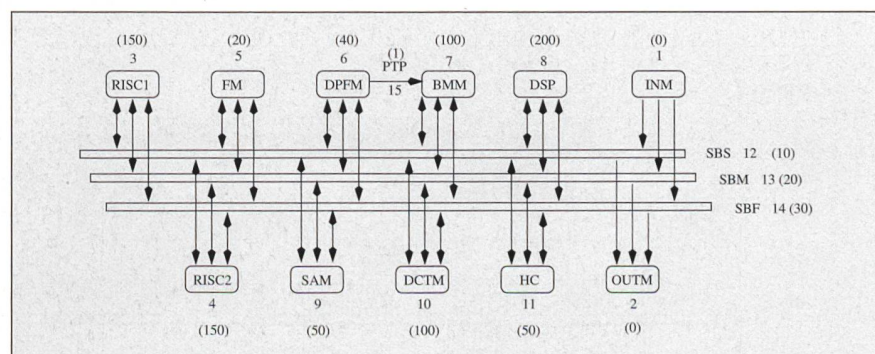 (150) (20) (40) (1) (100) (200) (0)
3 5 6 PTP 7 8 1
RISC1 FM DPFM 15 BMM DSP INM
SBS 12 (10)
SBM 13 (20)
SBF 14 (30)
RISC2 SAM DCTM HC OUTM
4 9 10 11 2
(150) (50) (100) (50) (0)